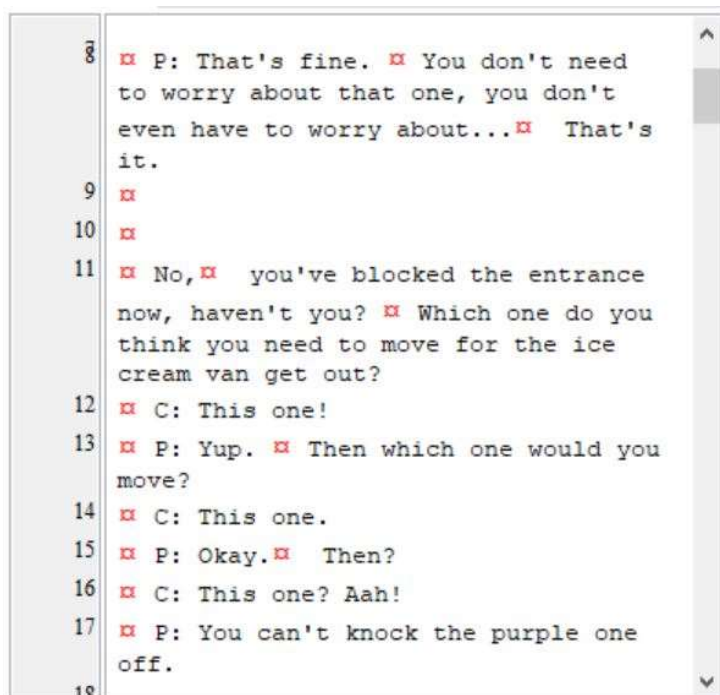 8 ¤ P: That's fine. ¤ You don't need
to worry about that one, you don't
even have to worry about...¤ That's
it.
9 ¤
10 ¤
11 ¤ No,¤ you've blocked the entrance
now, haven't you? ¤ Which one do you
think you need to move for the ice
cream van get out?
12 ¤ C: This one!
13 ¤ P: Yup. ¤ Then which one would you
move?
14 ¤ C: This one.
15 ¤ P: Okay.¤ Then?
16 ¤ C: This one? Aah!
17 ¤ P: You can't knock the purple one
off.
18